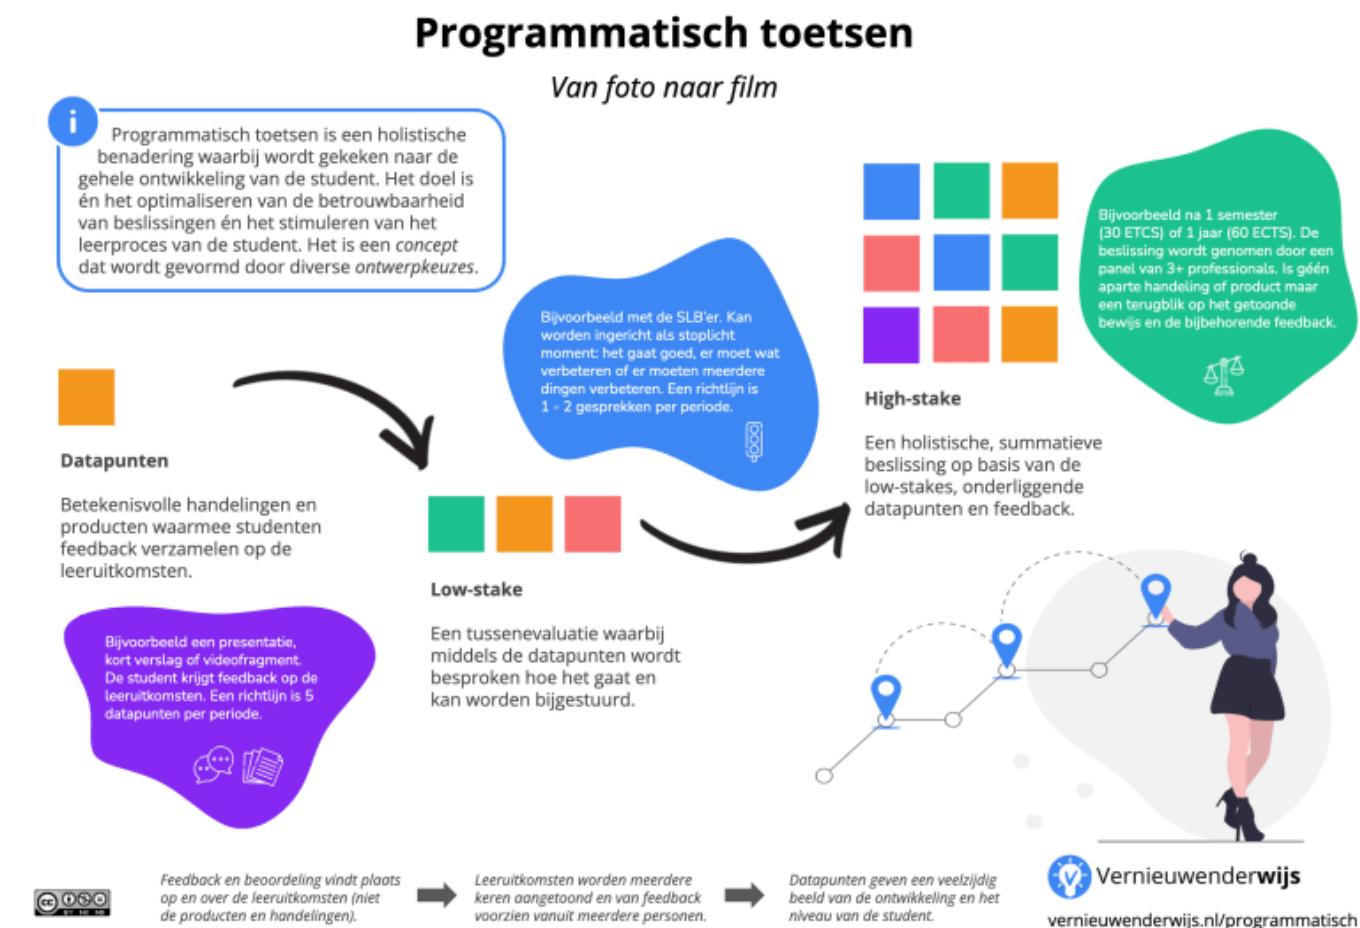 Programmatisch toetsen
Van foto naar film
i
Programmatisch toetsen is een holistische
benadering waarbij wordt gekeken naar de
gehele ontwikkeling van de student. Het doel is
én het optimaliseren van de betrouwbaarheid
van beslissingen én het stimuleren van het
leerproces van de student. Het is een concept
dat wordt gevormd door diverse ontwerpkeuzes.
Datapunten
Betekenisvolle handelingen en
producten waarmee studenten
feedback verzamelen op de
leeruitkomsten.
Bijvoorbeeld een presentatie,
kort verslag of videofragment.
De student krijgt feedback op de
leeruitkomsten. Een richtlijn is 5
datapunten per periode.
Bijvoorbeeld met de SLB'er. Kan
worden ingericht als stoplicht
moment: het gaat goed, er moet wat
verbeteren of er moeten meerdere
dingen verbeteren. Een richtlijn is
1 - 2 gesprekken per periode.
Low-stake
Een tussenevaluatie waarbij
middels de datapunten wordt
besproken hoe het gaat en
kan worden bijgestuurd.
Bijvoorbeeld na 1 semester
(30 ETCS) of 1 jaar (60 ECTS). De
beslissing wordt genomen door een
panel van 3+ professionals. Is géén
aparte handeling of product maar
een terugblik op het getoonde
bewijs en de bijbehorende feedback.
High-stake
Een holistische, summatieve
beslissing op basis van de
low-stakes, onderliggende
datapunten en feedback.
Feedback en beoordeling vindt plaats
op en over de leeruitkomsten (niet
de producten en handelingen).
Leeruitkomsten worden meerdere
keren aangetoond en van feedback
voorzien vanuit meerdere personen.
Datapunten geven een veelzijdig
beeld van de ontwikkeling en het
niveau van de student.
Vernieuwenderwijs
vernieuwenderwijs.nl/programmatisch
cc
BY NC ND